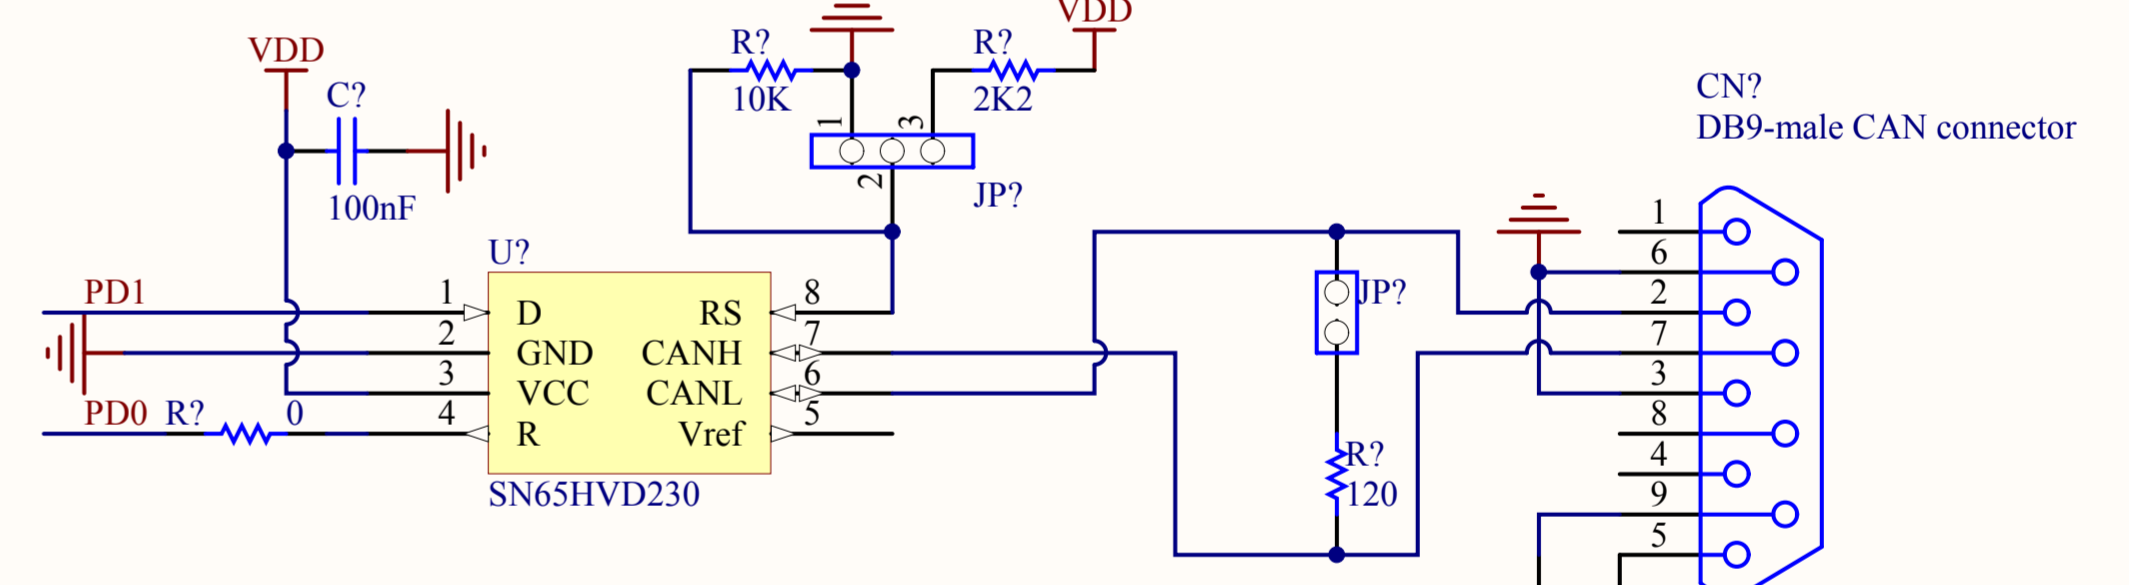 VDD
VDD
R?
10K
R?
2K2
C?
100nF
1
3
2
JP?
CN?
DB9-male CAN connector
U?
PD1
1
2
3
PD0
R?
0
4
D
GND
VCC
R
RS
CANH
CANL
Vref
8
7
6
5
SN65HVD230
JP?
R?
120
1
6
2
7
3
8
4
9
5